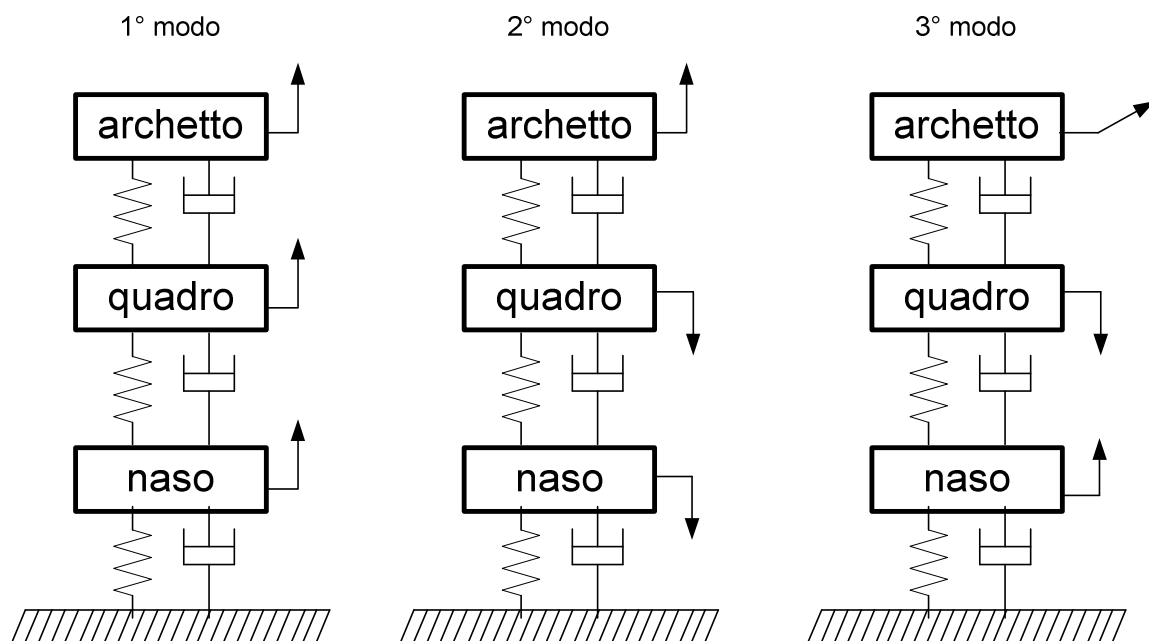 1° modo
2° modo
3° modo
archetto
archetto
archetto
quadro
quadro
quadro
naso
naso
naso